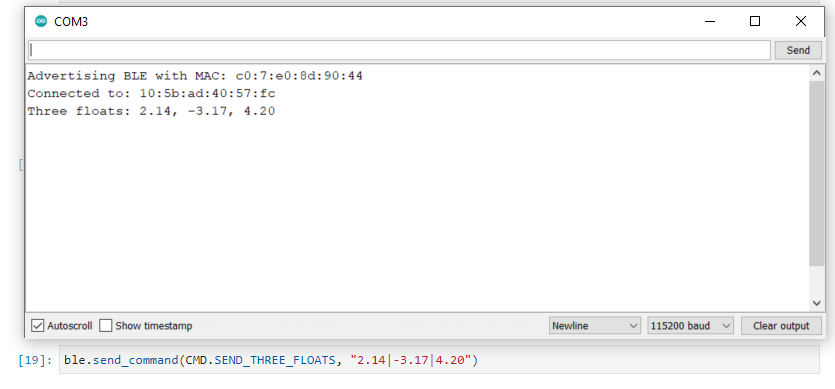 COM3
Send
Advertising BLE with MAC: c0:7:e0:8d:90:44
Connected to: 10:5b:ad:40:57:fc
Three floats: 2.14, -3.17, 4.20
[
Autoscroll Show timestamp Newline 115200 baud Clear output
[19]: ble.send_command(CMD.SEND_THREE_FLOATS, "2.14|-3.17|4.20")